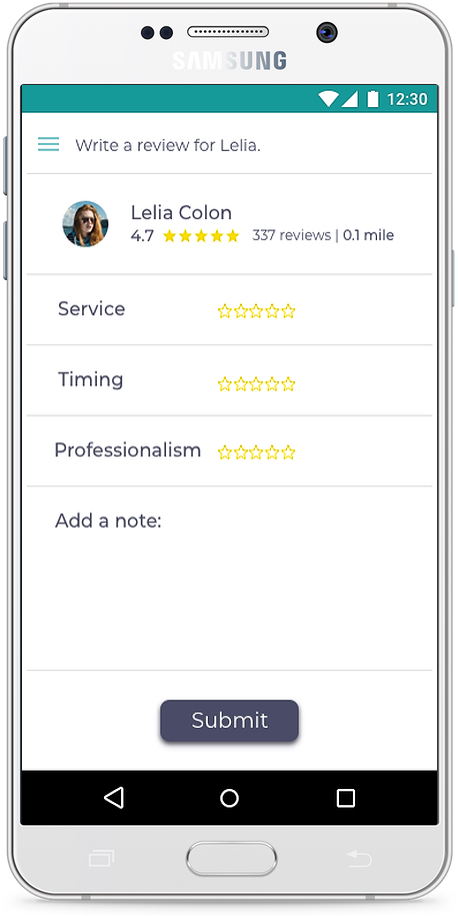 SAMSUNG
12:30
Write a review for Lelia.
Lelia Colon
4.7 337 reviews | 0.1 mile
Service
Timing
Professionalism
Add a note:
Submit